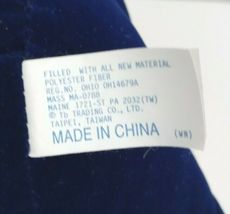 FILLED WITH ALL NEW MATERIAL
POLYESTER FIBER
REG.NO. OHIO OH14679A
MASS MA-0788
MAINE 1721-ST PA 2032(TW)
© Tb TRADING CO., LTD.
TAIPEI, TAIWAN
MADE IN CHINA (WN)